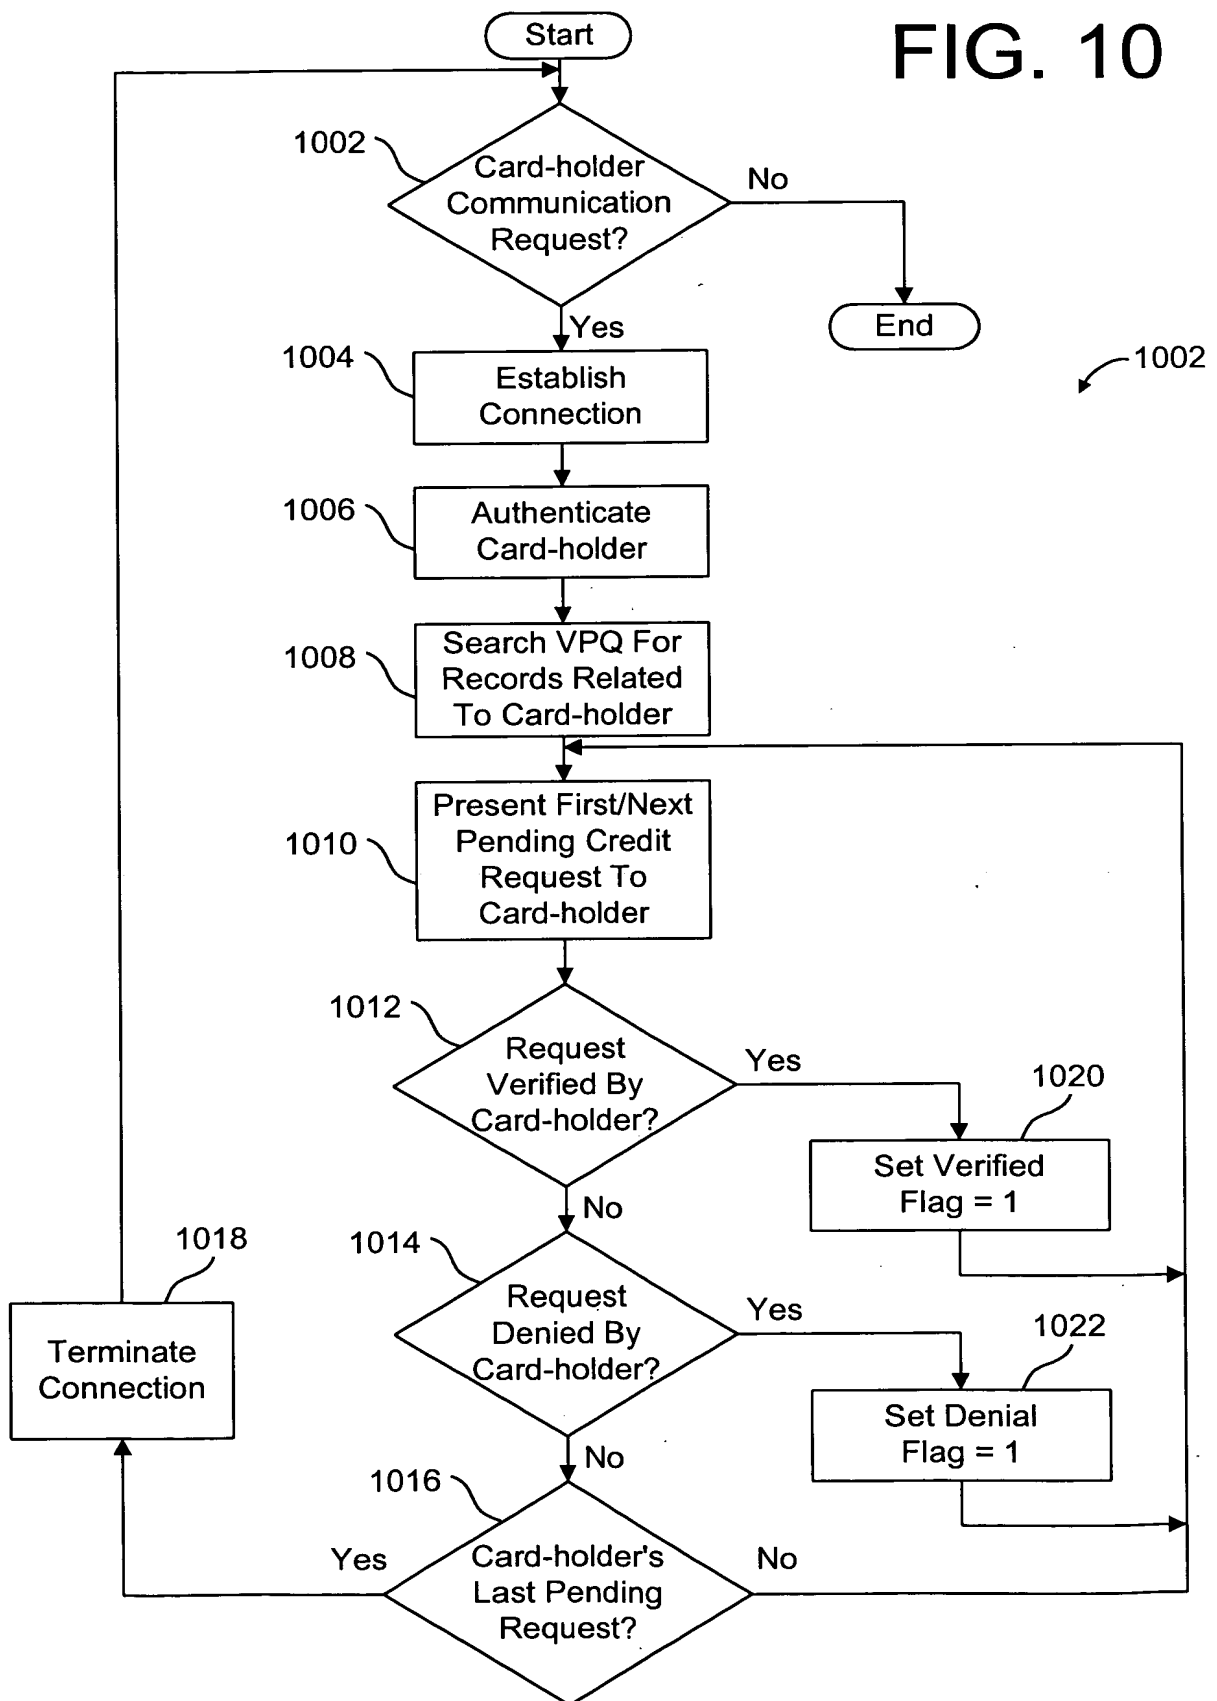 FIG. 10
Start
1002
Card-holder
Communication
Request?
No
End
Yes
1002
1004
Establish
Connection
1006
Authenticate
Card-holder
1008
Search VPQ For
Records Related
To Card-holder
1010
Present First/Next
Pending Credit
Request To
Card-holder
1012
Request
Verified By
Card-holder?
Yes
1020
Set Verified
Flag = 1
No
1014
Request
Denied By
Card-holder?
Yes
1022
Set Denial
Flag = 1
No
1018
Terminate
Connection
1016
Card-holder's
Last Pending
Request?
Yes
No